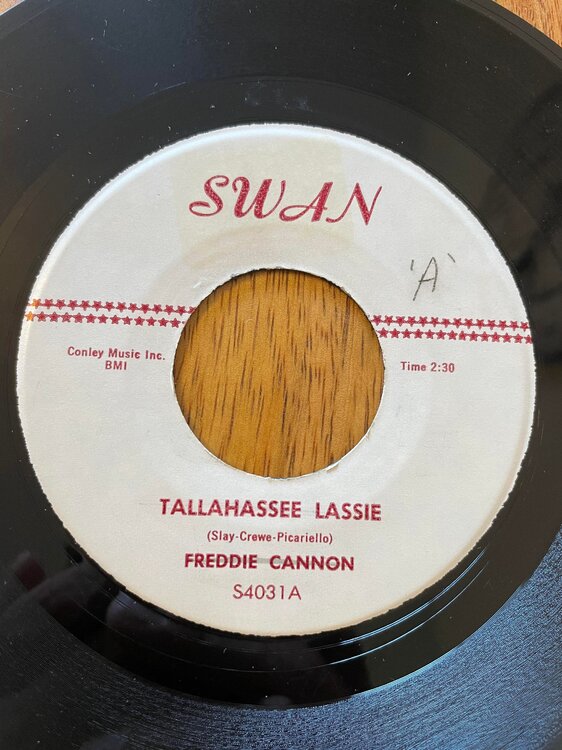 SWAN
'A'
Conley Music Inc.
BMI
Time 2:30
TALLAHASSEE LASSIE
(Slay-Crewe-Picariello)
FREDDIE CANNON
S4031A